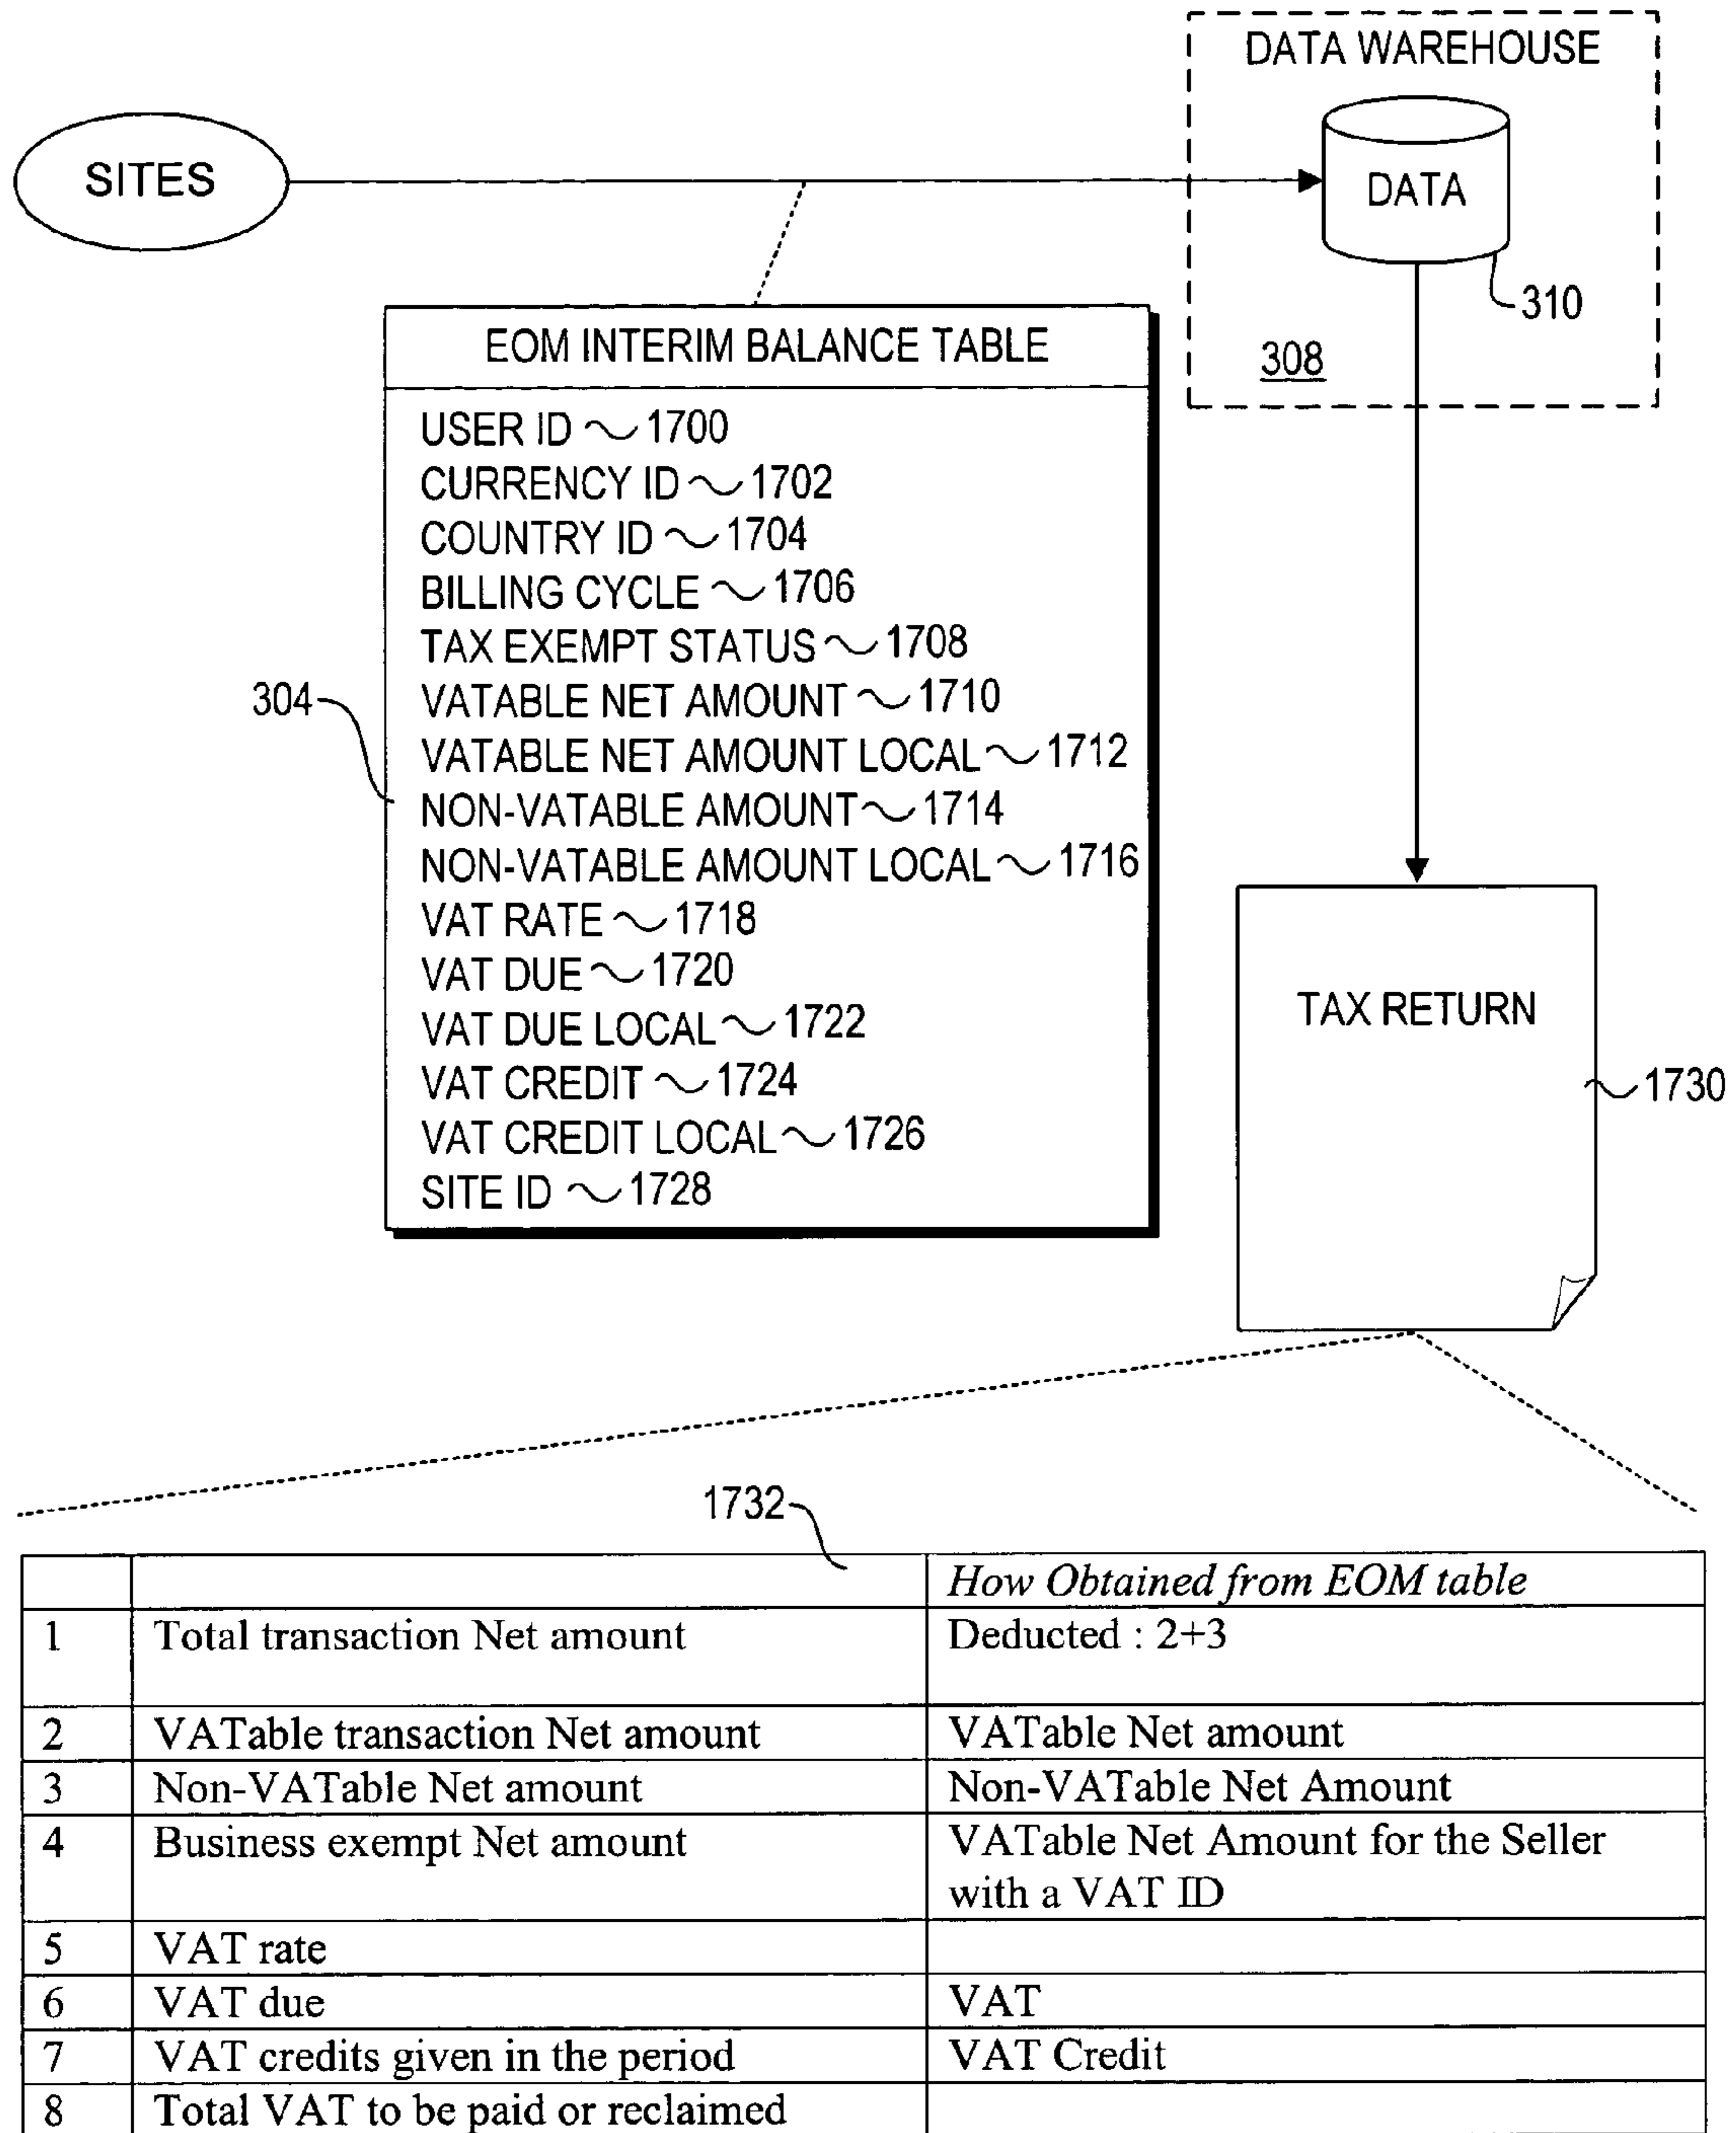 DATA WAREHOUSE
SITES
DATA
310
308
EOM INTERIM BALANCE TABLE
USER ID 1700
CURRENCY ID 1702
COUNTRY ID 1704
BILLING CYCLE 1706
TAX EXEMPT STATUS 1708
304
VATABLE NET AMOUNT 1710
VATABLE NET AMOUNT LOCAL 1712
NON-VATABLE AMOUNT 1714
NON-VATABLE AMOUNT LOCAL 1716
VAT RATE 1718
VAT DUE 1720
VAT DUE LOCAL 1722
VAT CREDIT 1724
VAT CREDIT LOCAL 1726
SITE ID 1728
TAX RETURN
1730
1732
How Obtained from EOM table
1 Total transaction Net amount Deducted : 2+3
2 VATable transaction Net amount VATable Net amount
3 Non-VATable Net amount Non-VATable Net Amount
4 Business exempt Net amount VATable Net Amount for the Seller
with a VAT ID
5 VAT rate
6 VAT due VAT
7 VAT credits given in the period VAT Credit
8 Total VAT to be paid or reclaimed